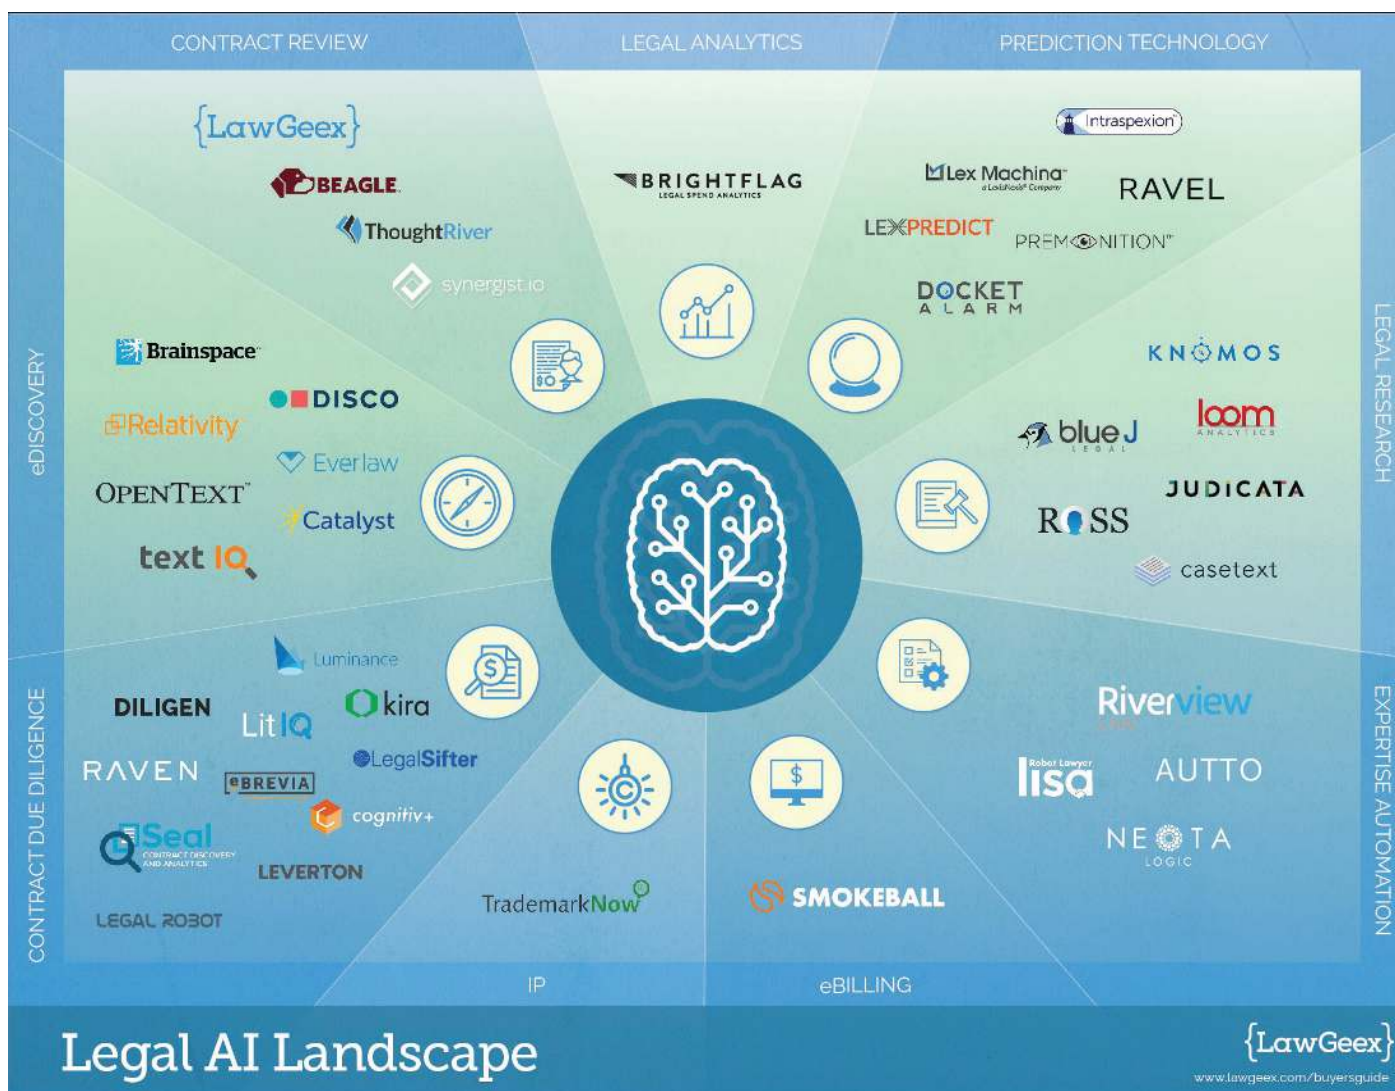 CONTRACT REVIEW
LEGAL ANALYTICS
PREDICTION TECHNOLOGY
{LawGeex}
BEAGLE
ThoughtRiver
synergist.io
BRIGHTFLAG
LEGAL SPEND ANALYTICS
Intraspexion
Lex Machina
a LexisNexis® Company
RAVEL
LEXPREDICT
PREMONITION
DOCKET
ALARM
eDISCOVERY
Brainspace
DISCO
Relativity
Everlaw
OPENTEXT
Catalyst
text IQ
LEGAL RESEARCH
KNOMOS
loom
ANALYTICS
blue J
LEGAL
JUDICATA
ROSS
casetext
CONTRACT DUE DILIGENCE
Luminance
DILIGEN
kira
LitIQ
RAVEN
LegalSifter
eBREVIA
cognitiv+
Seal
CONTRACT DISCOVERY
AND ANALYTICS
LEVERTON
LEGAL ROBOT
IP
TrademarkNow
eBILLING
SMOKEBALL
EXPERTISE AUTOMATION
Riverview
Robot Lawyer
lisa
AUTTO
NEOTA
LOGIC
Legal AI Landscape
{LawGeex}
www.lawgeex.com/buyersguide